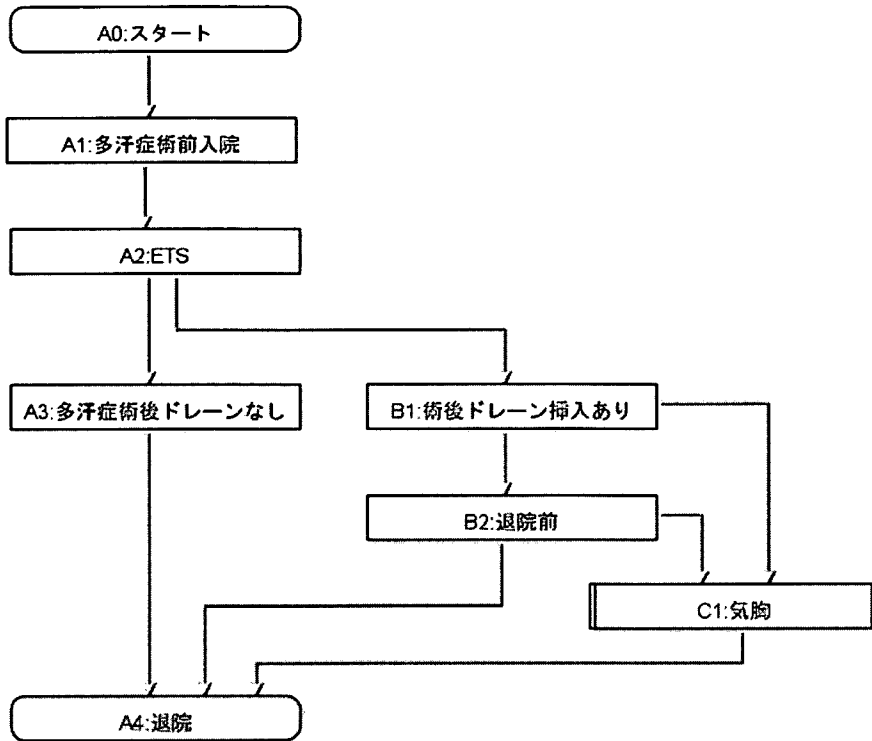 A0:スタート
A1:多汗症術前入院
A2:ETS
A3:多汗症術後ドレーンなし
B1:術後ドレーン挿入あり
B2:退院前
C1:気胸
A4:退院